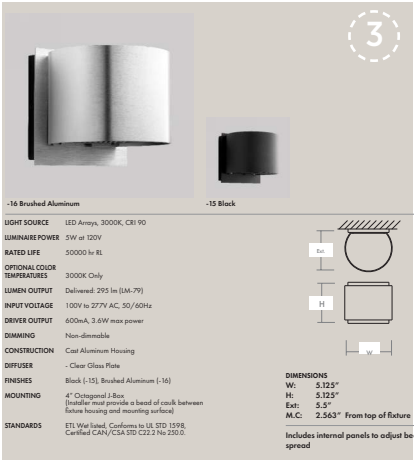 3
-16 Brushed Aluminum
-15 Black
LIGHT SOURCE LED Arrays, 3000K, CRI 90
LUMINAIRE POWER 5W at 120V
RATED LIFE 50000 hr RL
OPTIONAL COLOR
TEMPERATURES 3000K Only
LUMEN OUTPUT Delivered: 295 lm (LM-79)
INPUT VOLTAGE 100V to 277V AC, 50/60Hz
DRIVER OUTPUT 600mA, 3.6W max power
DIMMING Non-dimmable
CONSTRUCTION Cast Aluminum Housing
DIFFUSER - Clear Glass Plate
FINISHES Black (-15), Brushed Aluminum (-16)
MOUNTING 4" Octagonal J-Box
(Installer must provide a bead of caulk between
fixture housing and mounting surface)
STANDARDS ETL Wet listed, Conforms to UL STD 1598,
Certified CAN/CSA STD C22.2 No 250.0.
Ext.
H
W
DIMENSIONS
W: 5.125"
H: 5.125"
Ext: 5.5"
M.C: 2.563" From top of fixture
Includes internal panels to adjust be
spread